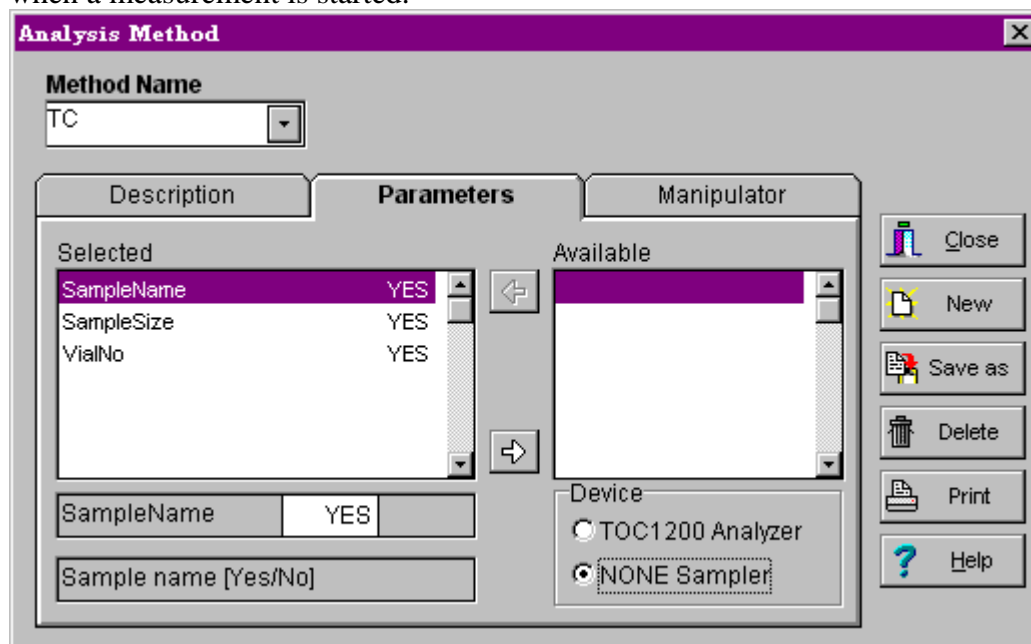 when a measurement is started.
Analysis Method
Method Name
TC
Description Parameters Manipulator
Selected Available
SampleName YES
SampleSize YES
VialNo YES
SampleName YES
Sample name [Yes/No]
Device
TOC1200 Analyzer
NONE Sampler
Close
New
Save as
Delete
Print
Help